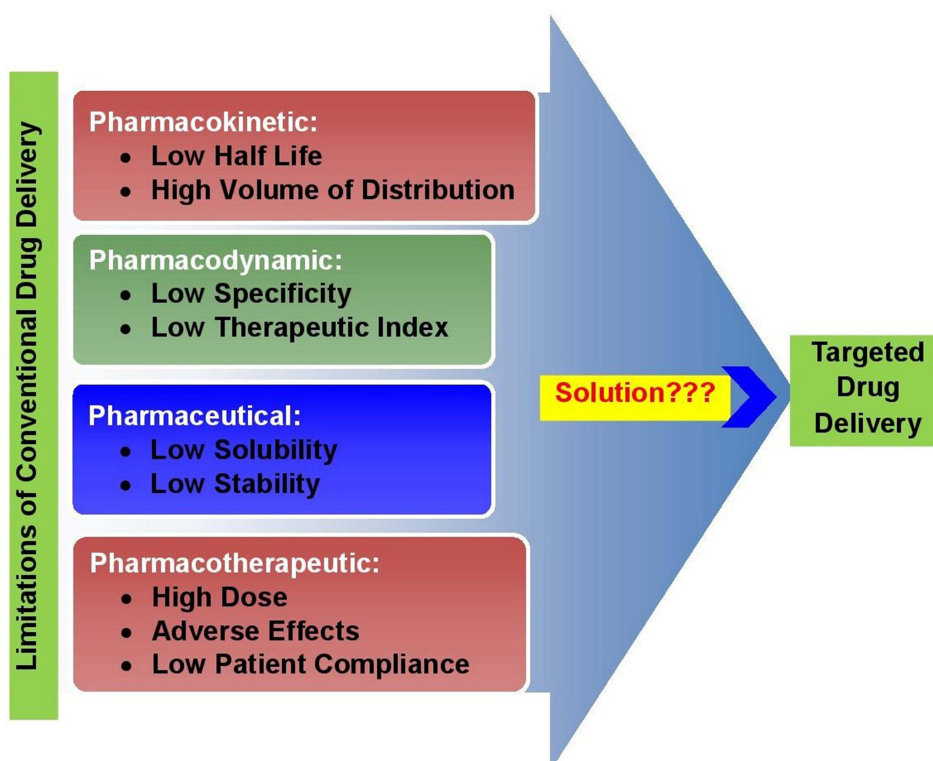 Limitations of Conventional Drug Delivery
Pharmacokinetic:
• Low Half Life
• High Volume of Distribution
Pharmacodynamic:
• Low Specificity
• Low Therapeutic Index
Pharmaceutical:
• Low Solubility
• Low Stability
Pharmacotherapeutic:
• High Dose
• Adverse Effects
• Low Patient Compliance
Solution???
Targeted
Drug
Delivery